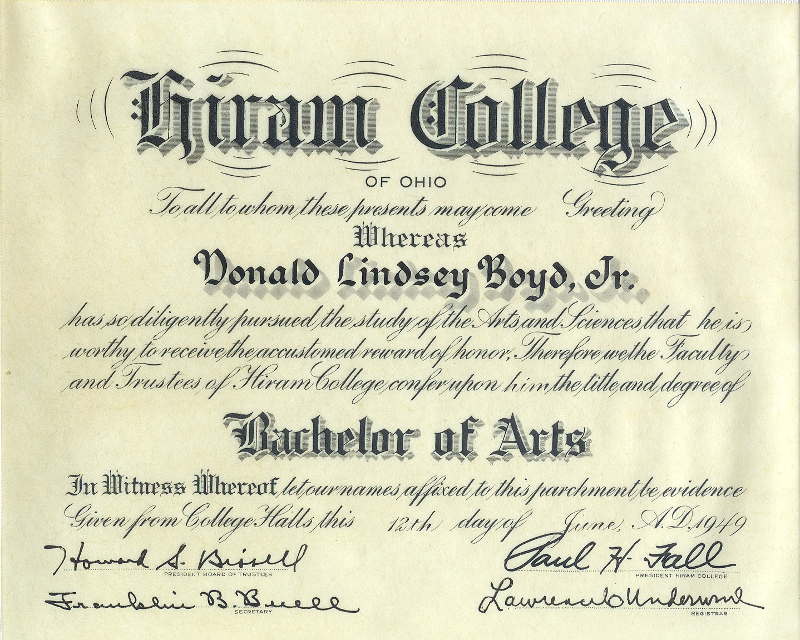 Hiram College
OF OHIO
To all to whom these presents may come Greeting
Whereas
Donald Lindsey Boyd, Jr.
has so diligently pursued the study of the Arts and Sciences that he is
worthy to receive the accustomed reward of honor, Therefore we the Faculty
and Trustees of Hiram College confer upon him the title and degree of
Bachelor of Arts
In Witness Whereof let our names affixed to this parchment be evidence
Given from College Halls this 12th day of June, A.D. 1949
Howard S. Bissell Paul H. Fall
PRESIDENT BOARD OF TRUSTEES PRESIDENT HIRAM COLLEGE
Franklin B. Buell Lawrence Underwood
SECRETARY REGISTRAR